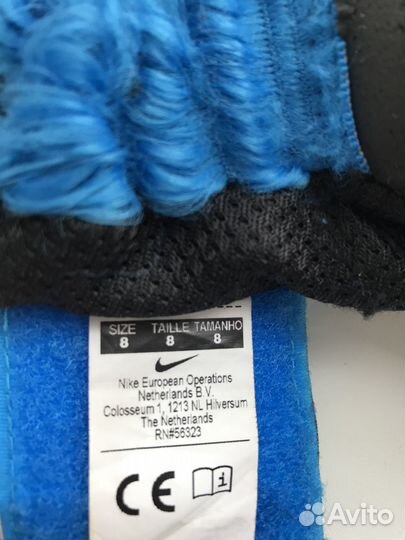 SIZE TAILLE TAMANHO
8 8 8
Nike European Operations
Netherlands B.V.
Colosseum 1, 1213 NL Hilversum
The Netherlands
RN#56323
CE i
Avito